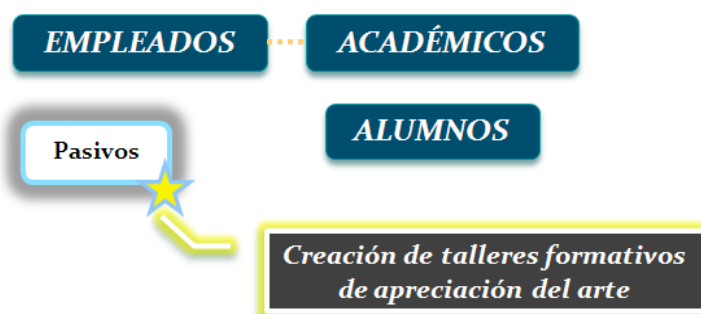 EMPLEADOS
ACADÉMICOS
ALUMNOS
Pasivos
Creación de talleres formativos
de apreciación del arte